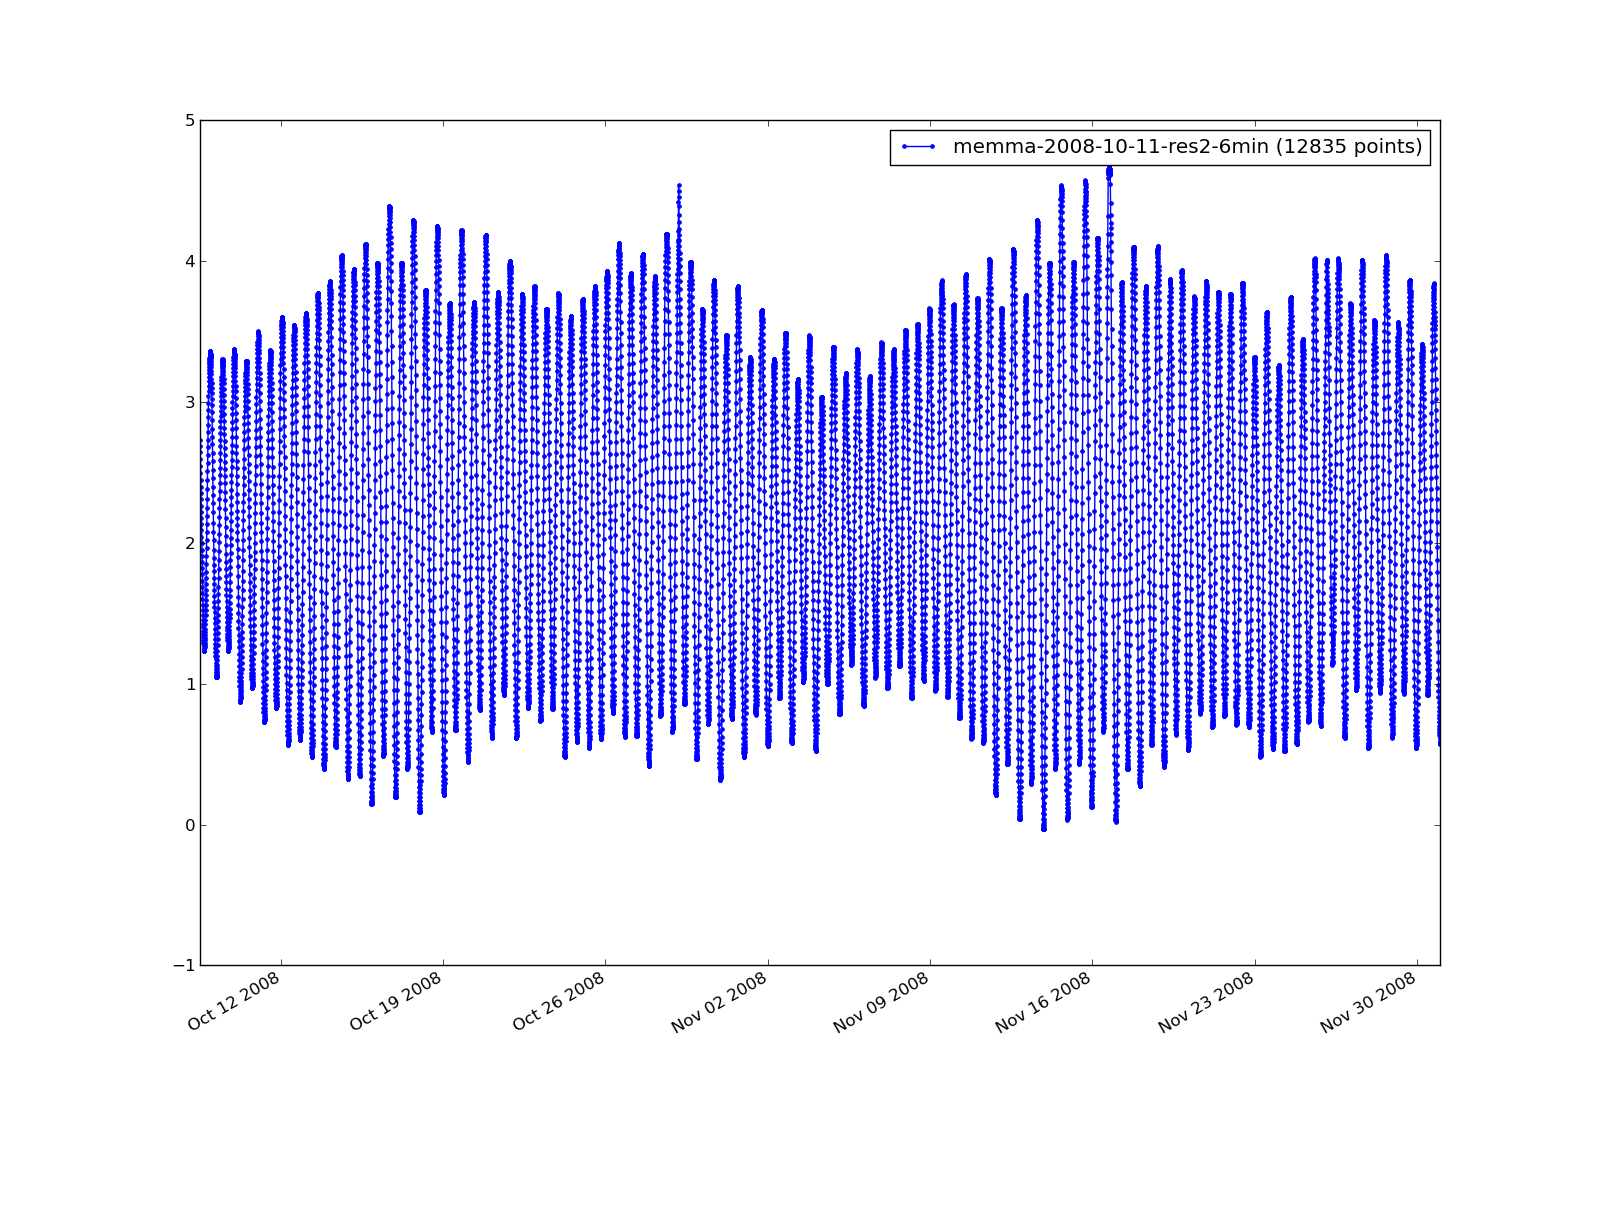 5
memma-2008-10-11-res2-6min (12835 points)
4
3
2
1
0
−1
Oct 12 2008
Oct 19 2008
Oct 26 2008
Nov 02 2008
Nov 09 2008
Nov 16 2008
Nov 23 2008
Nov 30 2008